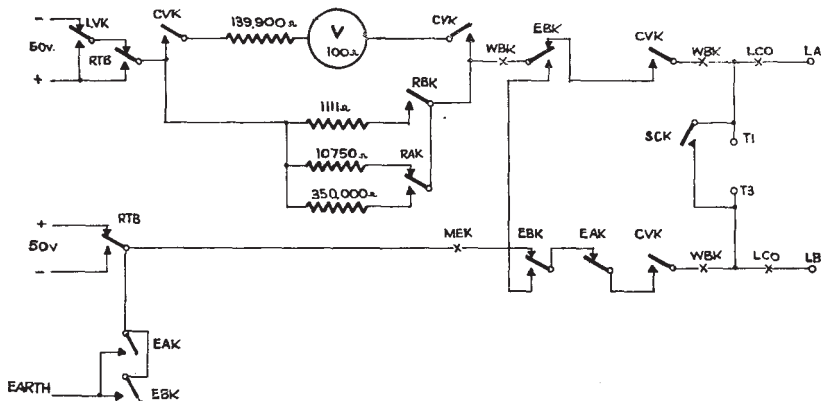 139,900Ω
− LVK CVK V CVK EBK
50v. 100Ω WBK CVK WBK LCO LA
+ RTB
1111Ω RBK
10750Ω RAK SCK T1
350,000Ω T3
+ RTB
50v MEK EBK EAK CVK WBK LCO LB
−
EAK
EARTH EBK